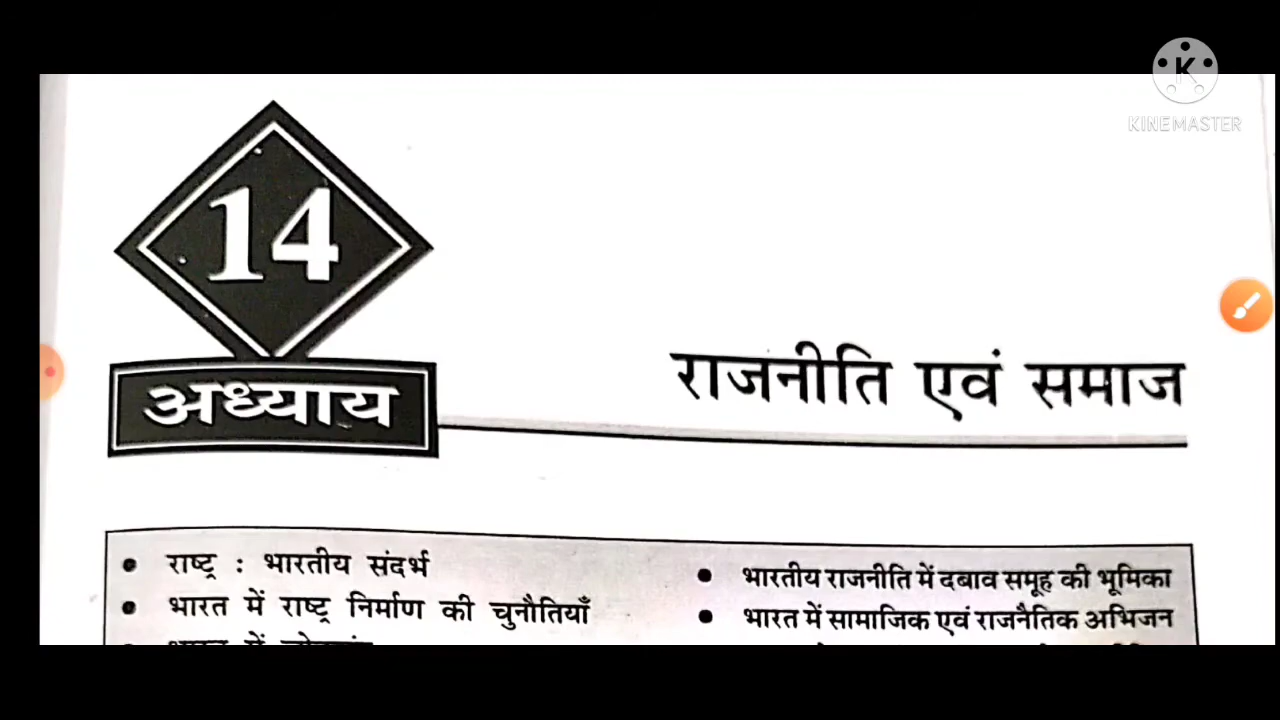 KINEMASTER
14
अध्याय
राजनीति एवं समाज
• राष्ट्र : भारतीय संदर्भ
• भारत में राष्ट्र निर्माण की चुनौतियाँ
• भारतीय राजनीति में दबाव समूह की भूमिका
• भारत में सामाजिक एवं राजनैतिक अभिजन